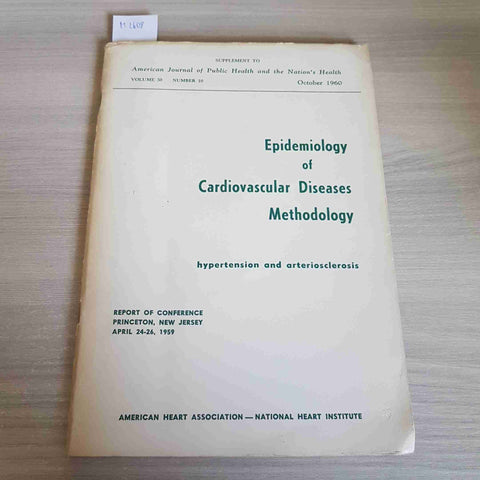 SUPPLEMENT TO
American Journal of Public Health and the Nation's Health
VOLUME 50 NUMBER 10 October 1960
Epidemiology
of
Cardiovascular Diseases
Methodology
hypertension and arteriosclerosis
REPORT OF CONFERENCE
PRINCETON, NEW JERSEY
APRIL 24-26, 1959
AMERICAN HEART ASSOCIATION — NATIONAL HEART INSTITUTE